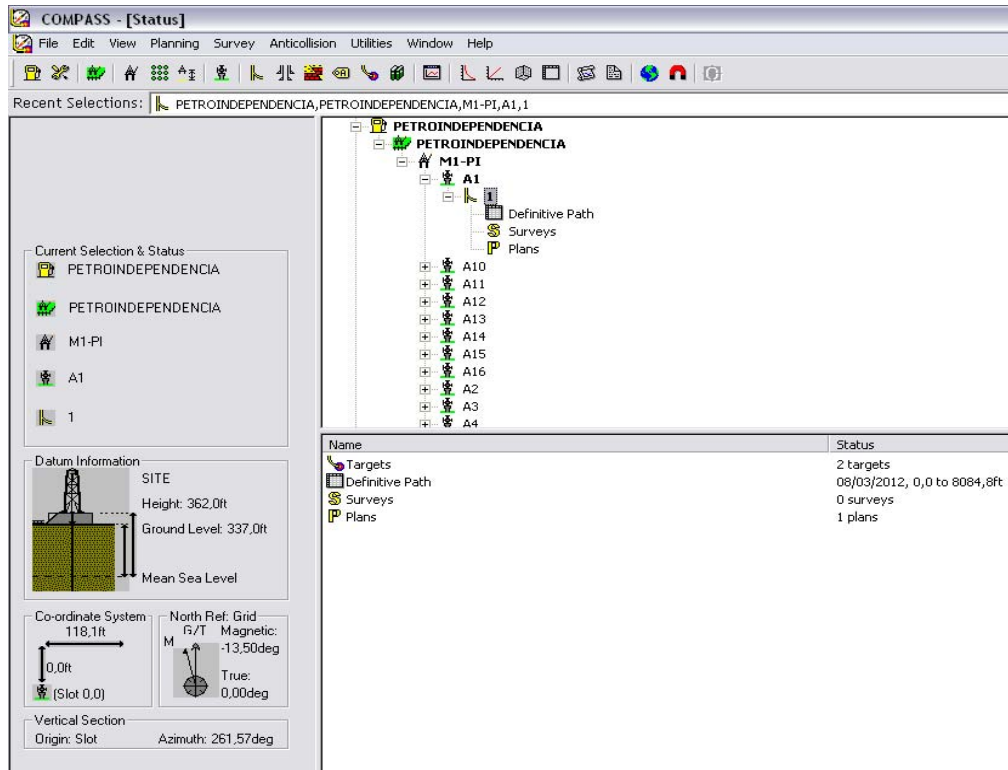 COMPASS - [Status]
File Edit View Planning Survey Anticollision Utilities Window Help
Recent Selections: PETROINDEPENDENCIA,PETROINDEPENDENCIA,M1-PI,A1,1
Current Selection & Status
PETROINDEPENDENCIA
PETROINDEPENDENCIA
M1-PI
A1
1
Datum Information
SITE
Height: 362,0ft
Ground Level: 337,0ft
Mean Sea Level
Co-ordinate System
118,1ft
0,0ft
(Slot 0,0)
North Ref: Grid
M G/T Magnetic:
-13,50deg
True:
0,00deg
Vertical Section
Origin: Slot Azimuth: 261,57deg
PETROINDEPENDENCIA
PETROINDEPENDENCIA
M1-PI
A1
1
Definitive Path
Surveys
Plans
A10
A11
A12
A13
A14
A15
A16
A2
A3
A4
Name Status
Targets 2 targets
Definitive Path 08/03/2012, 0,0 to 8084,8ft
Surveys 0 surveys
Plans 1 plans